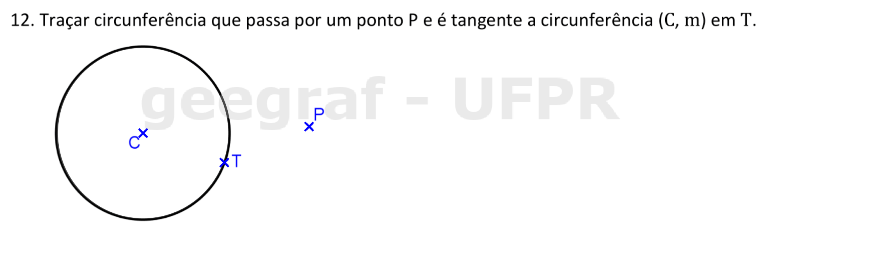 12. Traçar circunferência que passa por um ponto P e é tangente a circunferência (C, m) em T.
geegraf - UFPR
P
C
T